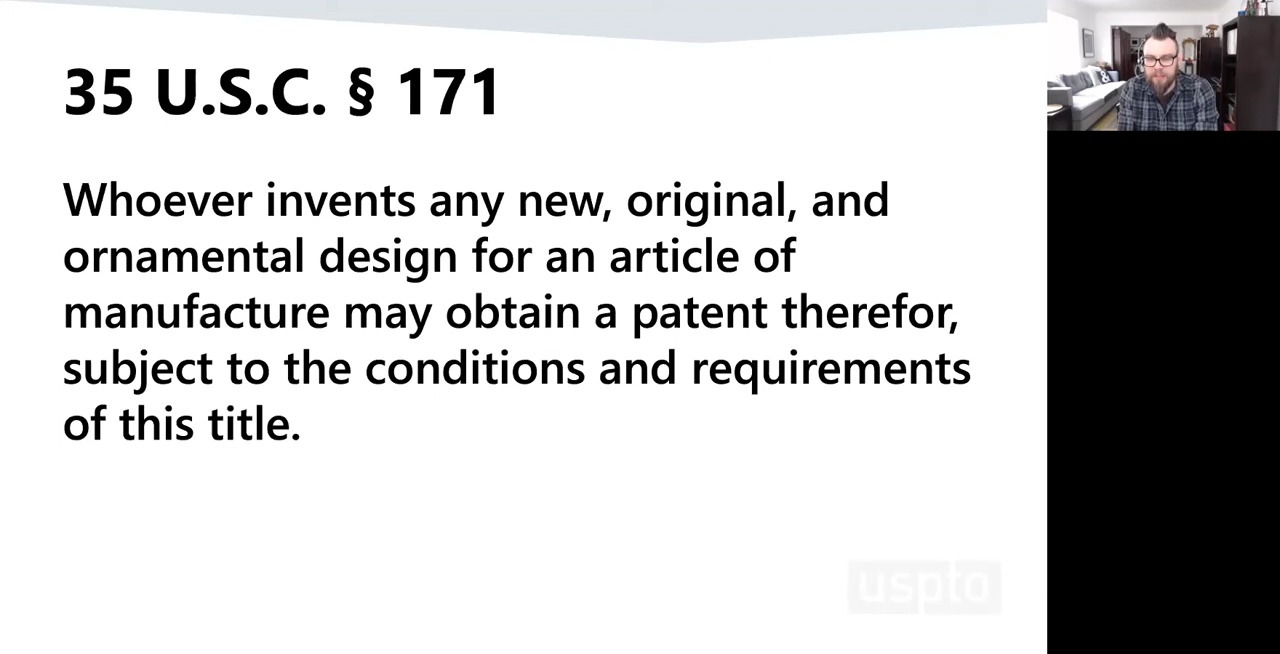 35 U.S.C. § 171
Whoever invents any new, original, and
ornamental design for an article of
manufacture may obtain a patent therefor,
subject to the conditions and requirements
of this title.
uspto